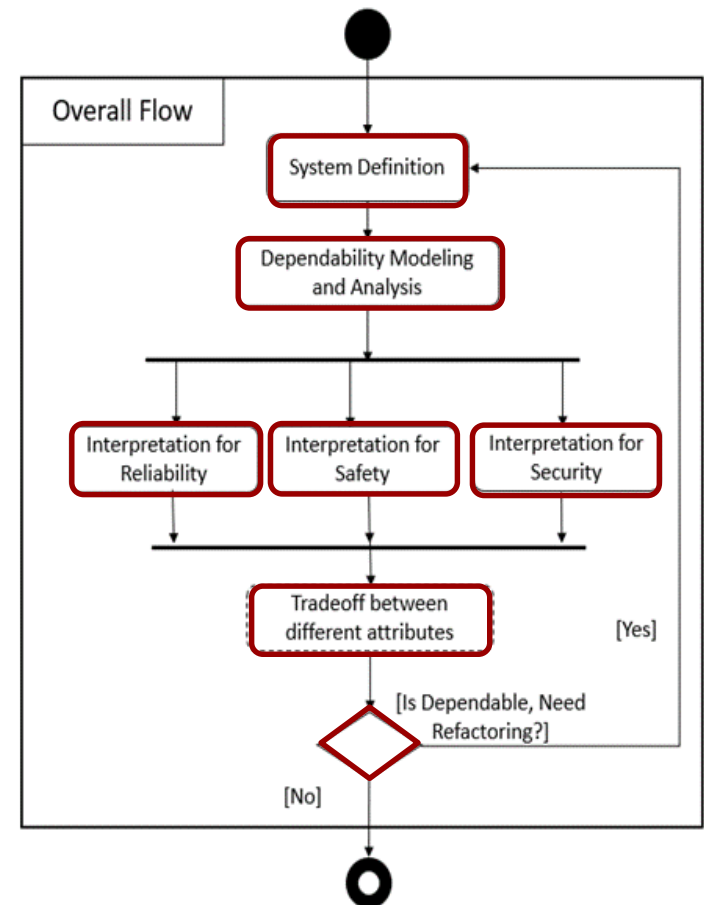 Overall Flow
System Definition
Dependability Modeling
and Analysis
Interpretation for
Reliability
Interpretation for
Safety
Interpretation for
Security
Tradeoff between
different attributes
[Yes]
[Is Dependable, Need
Refactoring?]
[No]